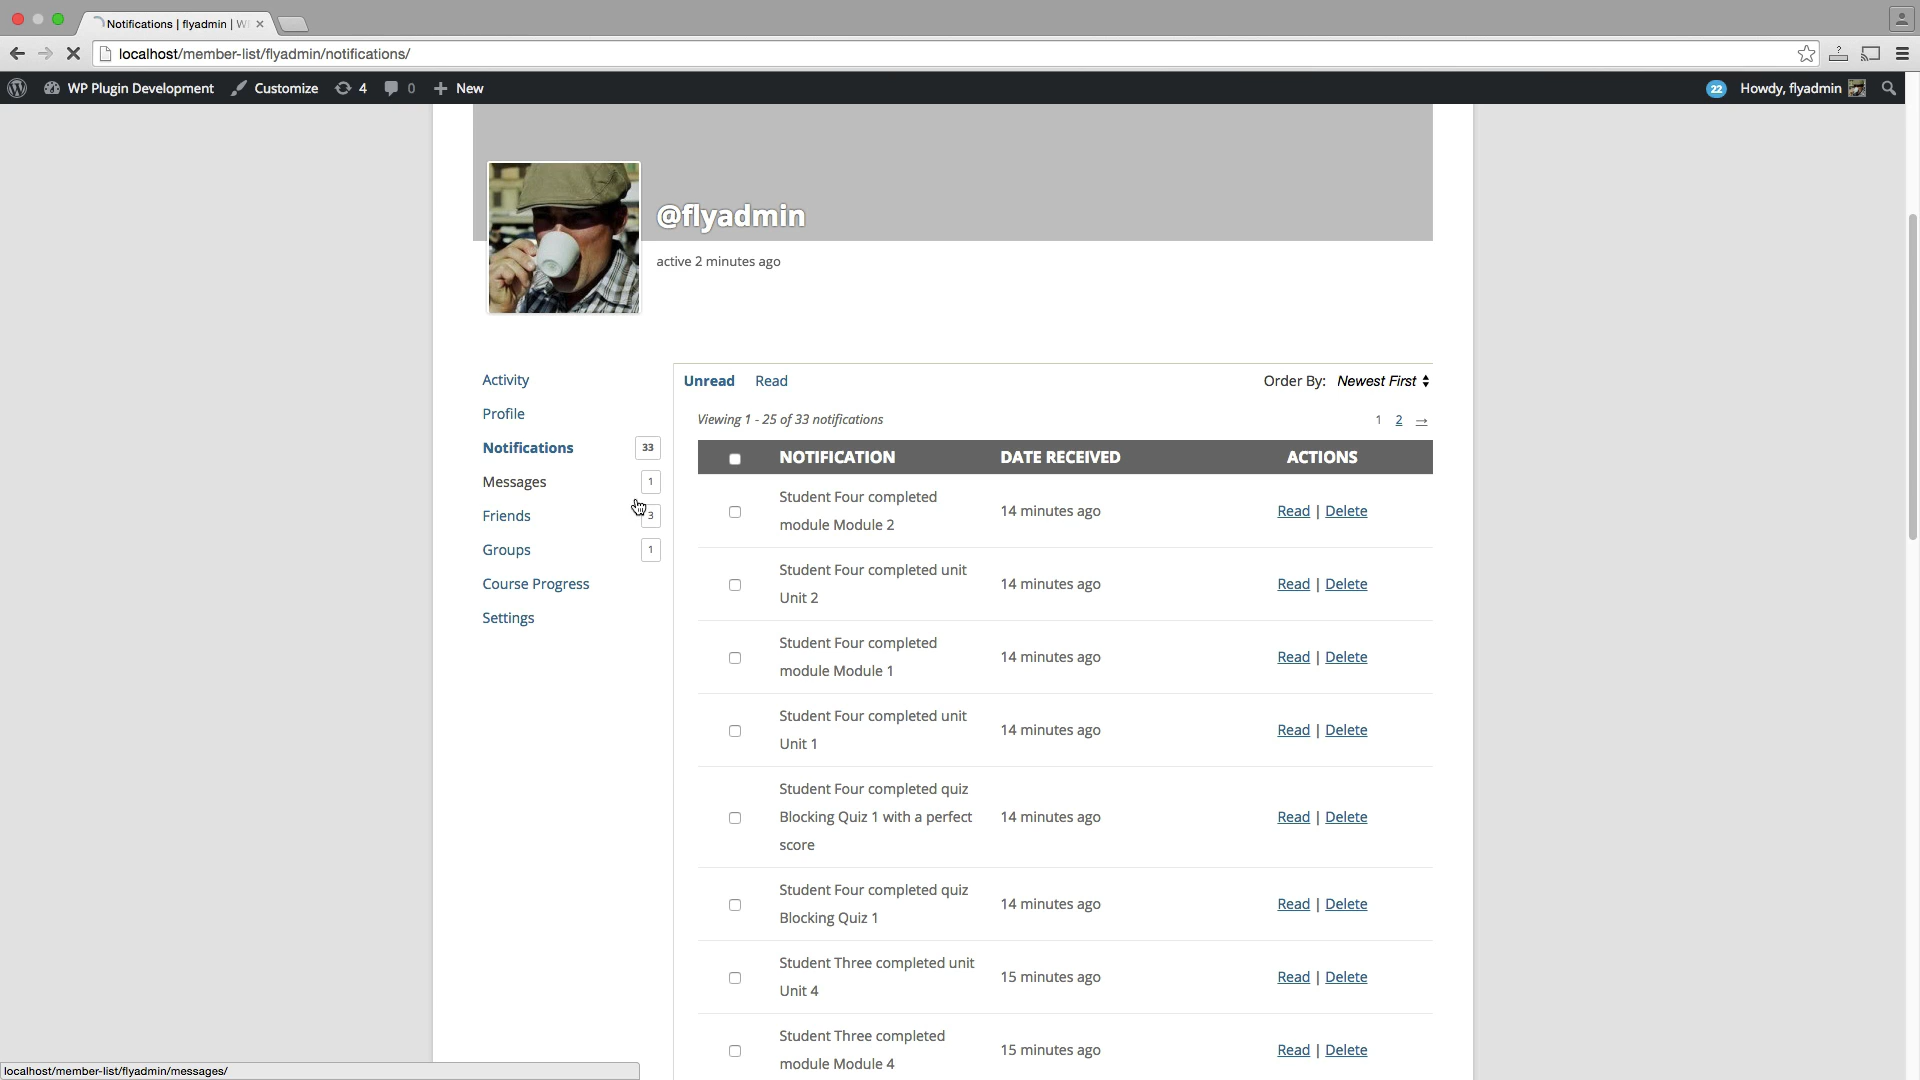 Notifications | flyadmin | W
localhost/member-list/flyadmin/notifications/
WP Plugin Development Customize 4 0 New 22 Howdy, flyadmin
@flyadmin
active 2 minutes ago
Activity
Profile
Notifications 33
Messages 1
Friends 3
Groups 1
Course Progress
Settings
Unread Read Order By: Newest First
Viewing 1 - 25 of 33 notifications 1 2 →
NOTIFICATION DATE RECEIVED ACTIONS
Student Four completed
module Module 2
14 minutes ago Read | Delete
Student Four completed unit
Unit 2
14 minutes ago Read | Delete
Student Four completed
module Module 1
14 minutes ago Read | Delete
Student Four completed unit
Unit 1
14 minutes ago Read | Delete
Student Four completed quiz
Blocking Quiz 1 with a perfect
score
14 minutes ago Read | Delete
Student Four completed quiz
Blocking Quiz 1
14 minutes ago Read | Delete
Student Three completed unit
Unit 4
15 minutes ago Read | Delete
Student Three completed
module Module 4
15 minutes ago Read | Delete
localhost/member-list/flyadmin/messages/